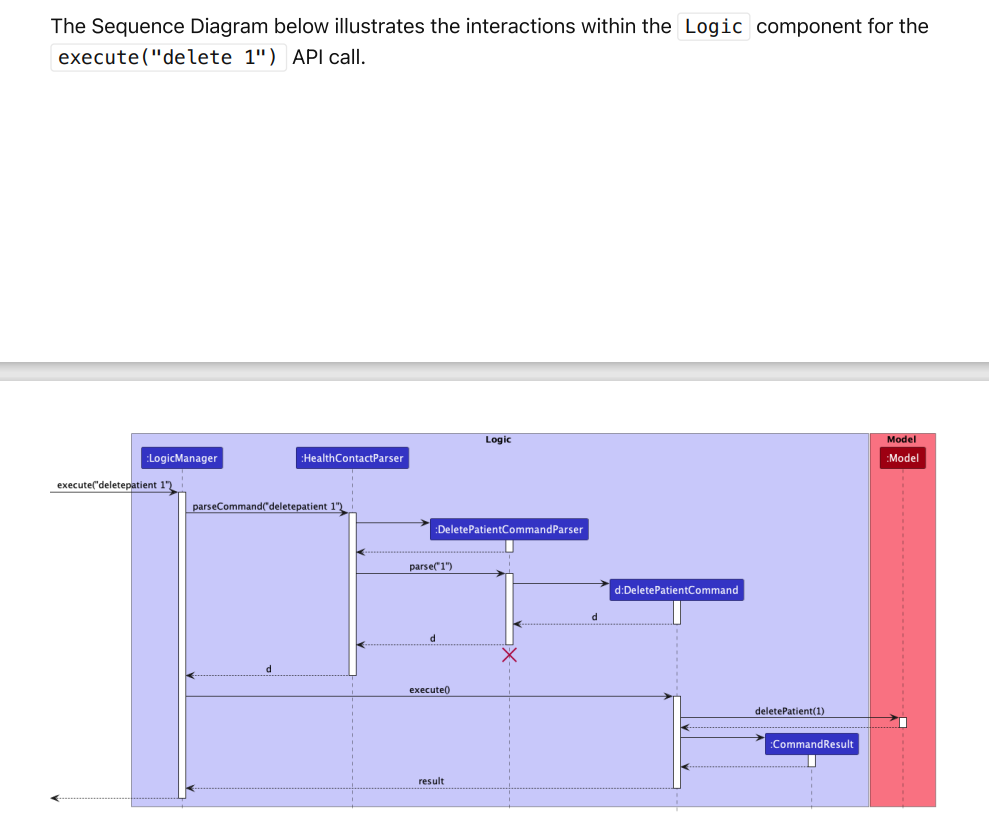 The Sequence Diagram below illustrates the interactions within the Logic component for the
execute("delete 1") API call.
Logic
Model
:LogicManager
:HealthContactParser
:Model
execute("deletepatient 1")
parseCommand("deletepatient 1")
:DeletePatientCommandParser
parse("1")
d:DeletePatientCommand
d
d
d
execute()
deletePatient(1)
:CommandResult
result